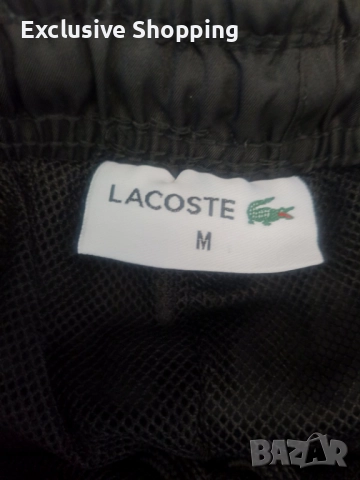 Exclusive Shopping
LACOSTE
M
BAZAR